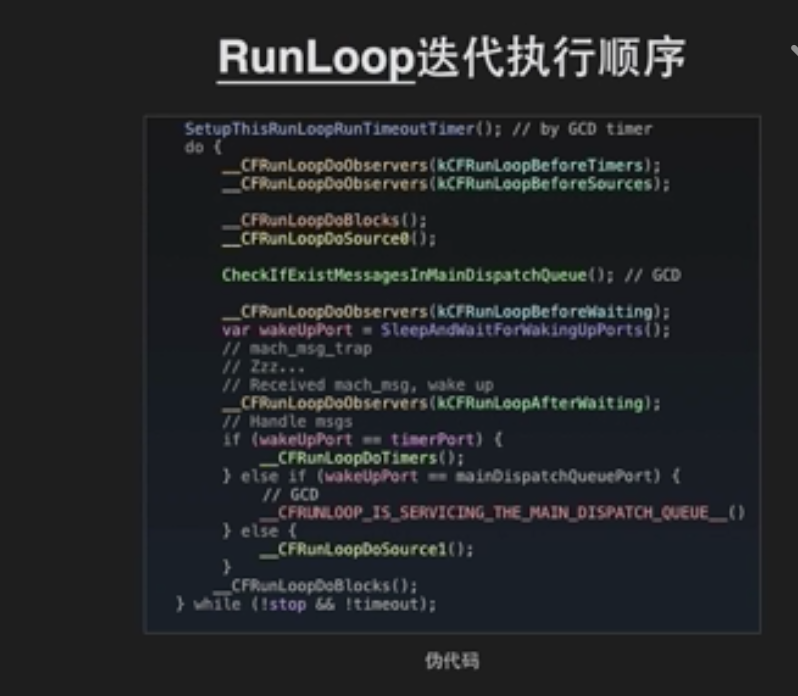 RunLoop迭代执行顺序
SetupThisRunLoopRunTimeoutTimer(); // by GCD timer
do {
__CFRunLoopDoObservers(kCFRunLoopBeforeTimers);
__CFRunLoopDoObservers(kCFRunLoopBeforeSources);
__CFRunLoopDoBlocks();
__CFRunLoopDoSource0();
CheckIfExistMessagesInMainDispatchQueue(); // GCD
__CFRunLoopDoObservers(kCFRunLoopBeforeWaiting);
var wakeUpPort = SleepAndWaitForWakingUpPorts();
// mach_msg_trap
// Zzz...
// Received mach_msg, wake up
__CFRunLoopDoObservers(kCFRunLoopAfterWaiting);
// Handle msgs
if (wakeUpPort == timerPort) {
__CFRunLoopDoTimers();
} else if (wakeUpPort == mainDispatchQueuePort) {
// GCD
__CFRUNLOOP_IS_SERVICING_THE_MAIN_DISPATCH_QUEUE__()
} else {
__CFRunLoopDoSource1();
}
__CFRunLoopDoBlocks();
} while (!stop && !timeout);
伪代码